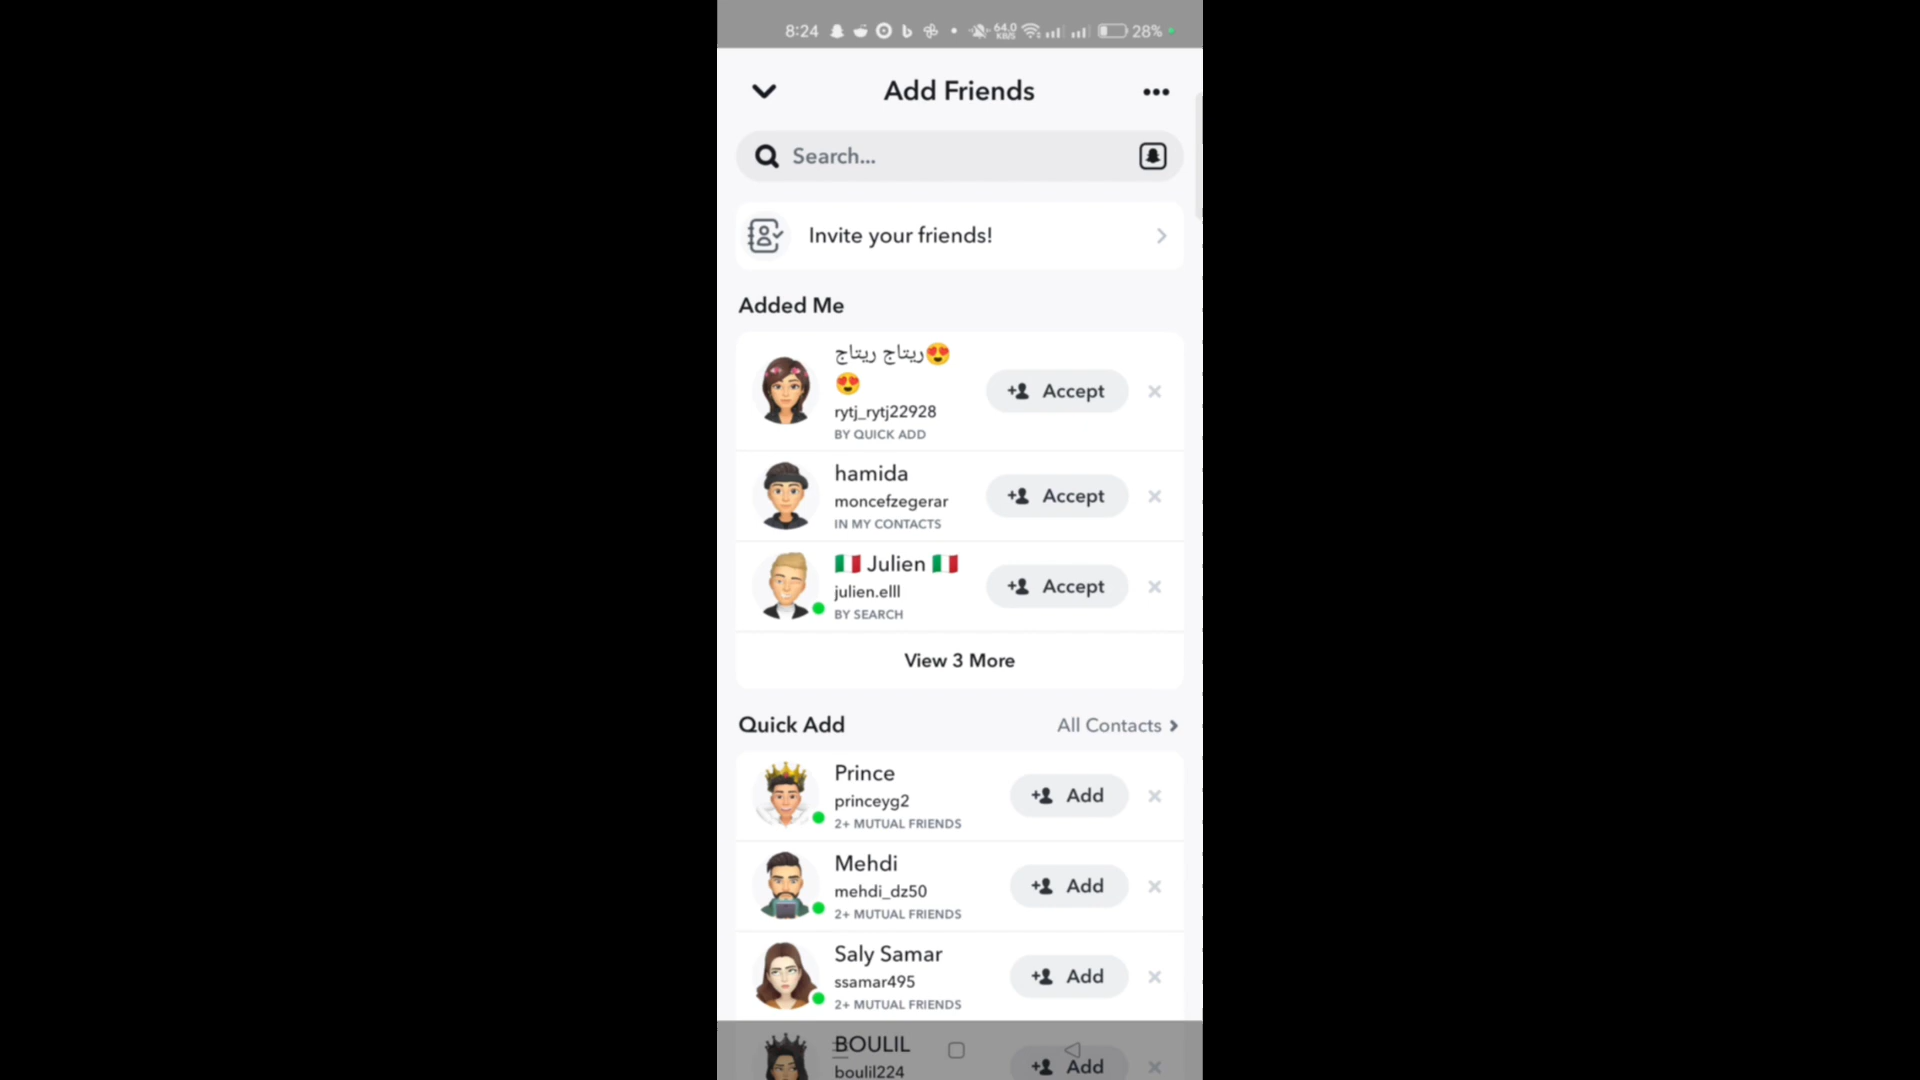 8:24 64.0 KB/S 28%
Add Friends
Search...
Invite your friends!
Added Me
ريتاج ريتاج😍
😍
rytj_rytj22928
BY QUICK ADD
Accept
hamida
moncefzegerar
IN MY CONTACTS
Accept
🇮🇹 Julien 🇮🇹
julien.elll
BY SEARCH
Accept
View 3 More
Quick Add
All Contacts
Prince
princeyg2
2+ MUTUAL FRIENDS
Add
Mehdi
mehdi_dz50
2+ MUTUAL FRIENDS
Add
Saly Samar
ssamar495
2+ MUTUAL FRIENDS
Add
BOULIL
boulil224
Add